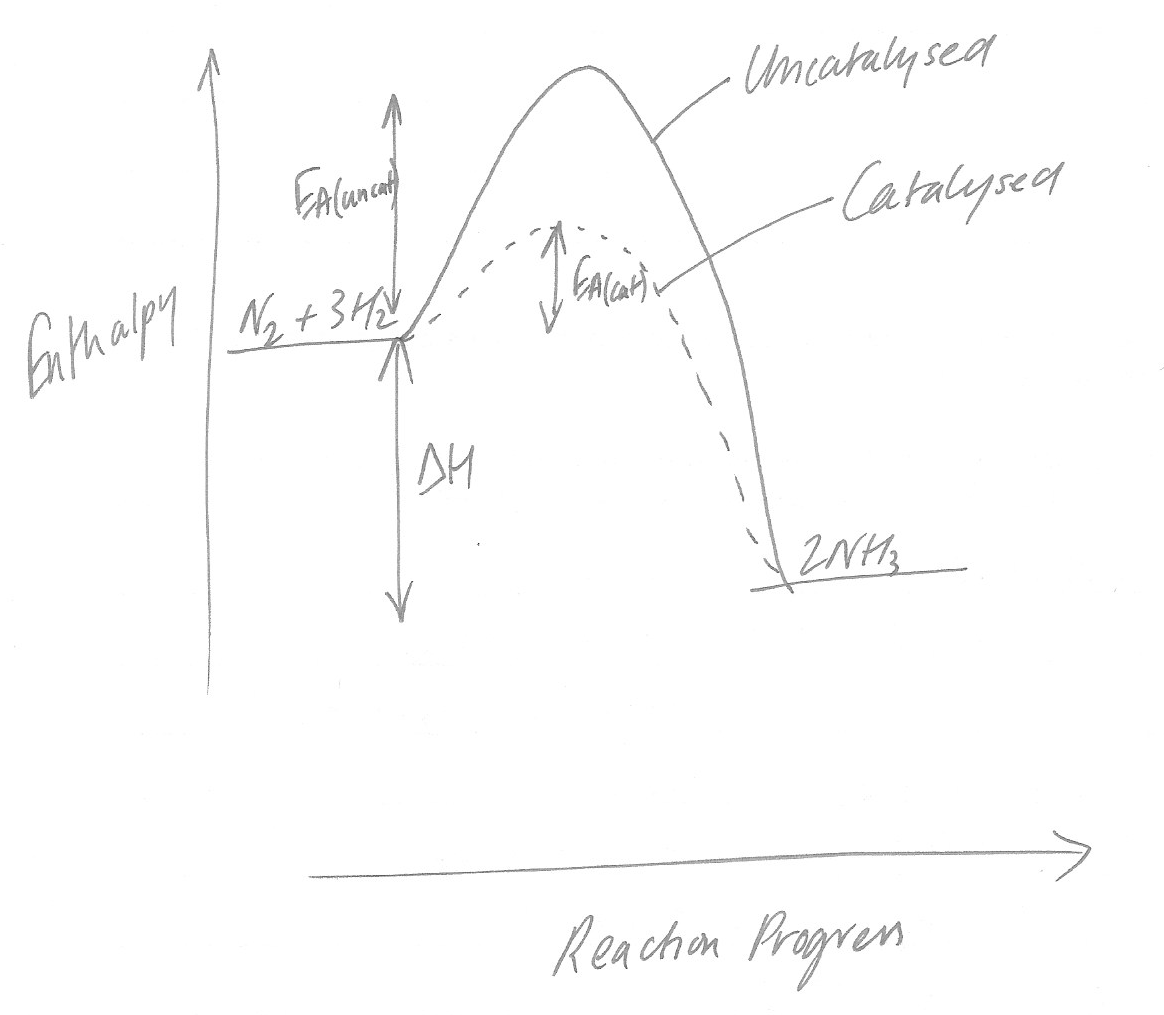 Uncatalysed
Catalysed
EA(uncat)
EA(cat)
N₂ + 3H₂
Enthalpy
ΔH
2NH₃
Reaction Progress